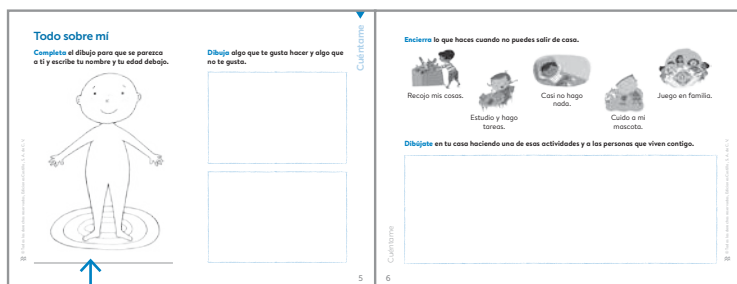 Todo sobre mí
Completa el dibujo para que se parezca
a ti y escribe tu nombre y tu edad debajo.
Dibuja algo que te gusta hacer y algo que
no te gusta.
Cuéntame
5
Encierra lo que haces cuando no puedes salir de casa.
Recojo mis cosas.
Estudio y hago
tareas.
Casi no hago
nada.
Cuido a mi
mascota.
Juego en familia.
Dibújate en tu casa haciendo una de esas actividades y a las personas que viven contigo.
Cuéntame
6